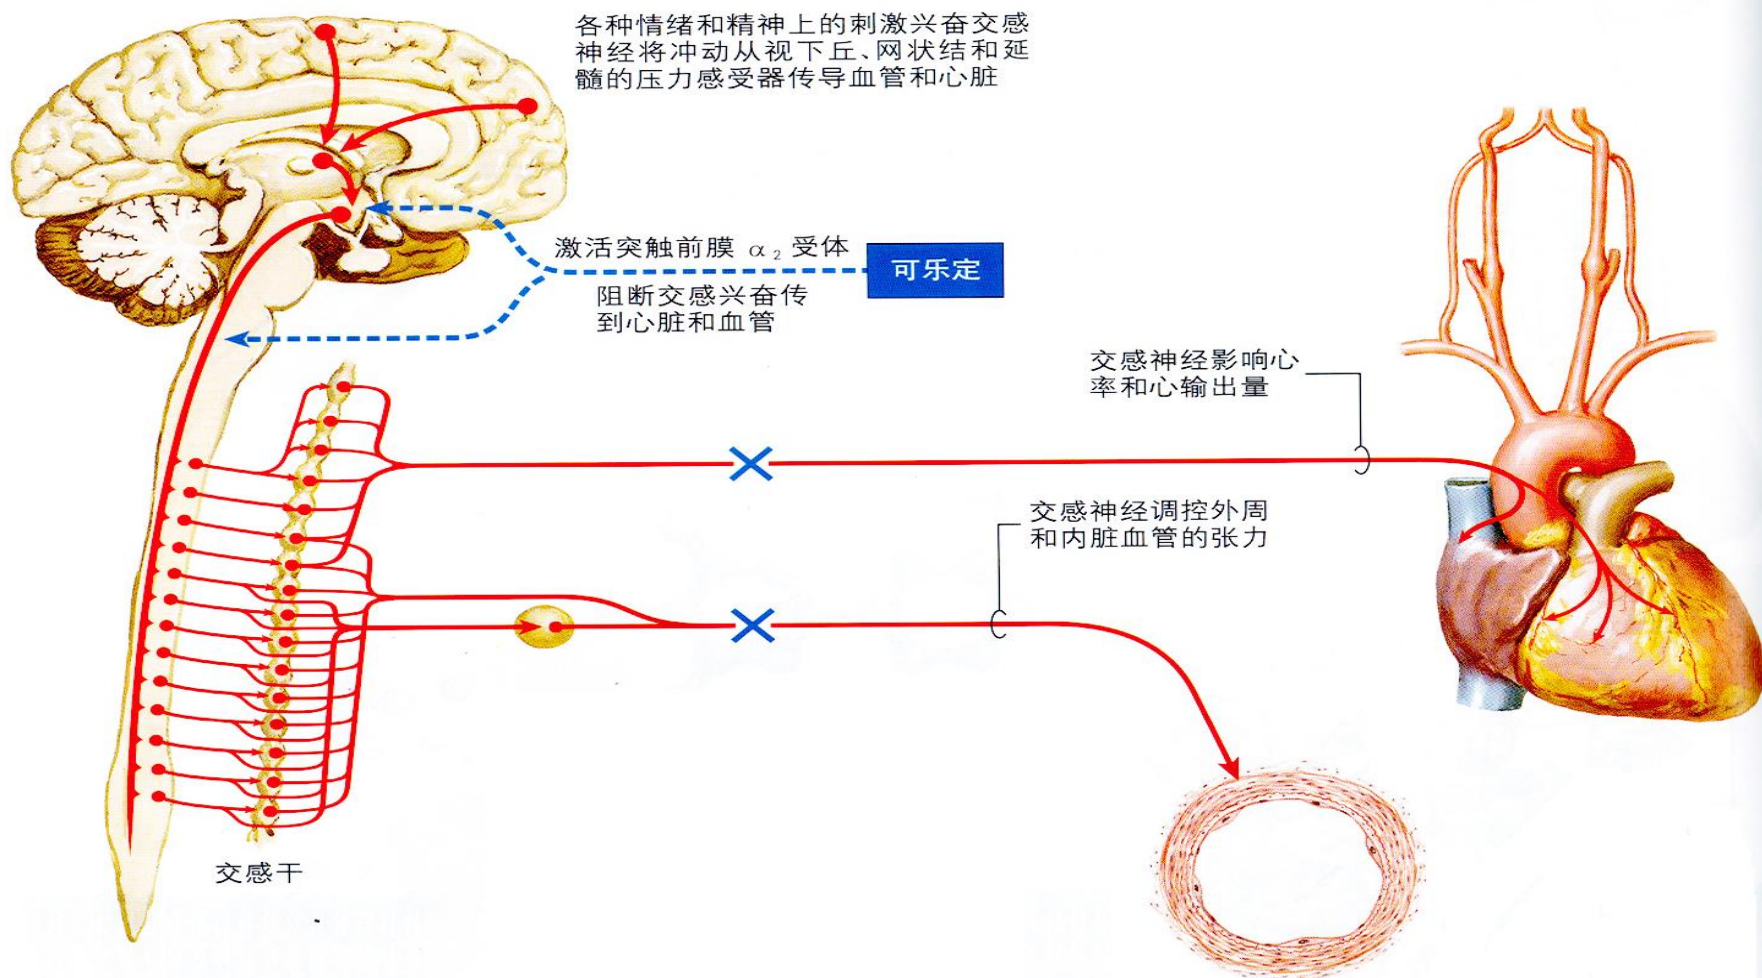 各种情绪和精神上的刺激兴奋交感
神经将冲动从视下丘、网状结和延
髓的压力感受器传导血管和心脏
激活突触前膜 α₂ 受体
可乐定
阻断交感兴奋传
到心脏和血管
交感神经影响心
率和心输出量
交感神经调控外周
和内脏血管的张力
交感干